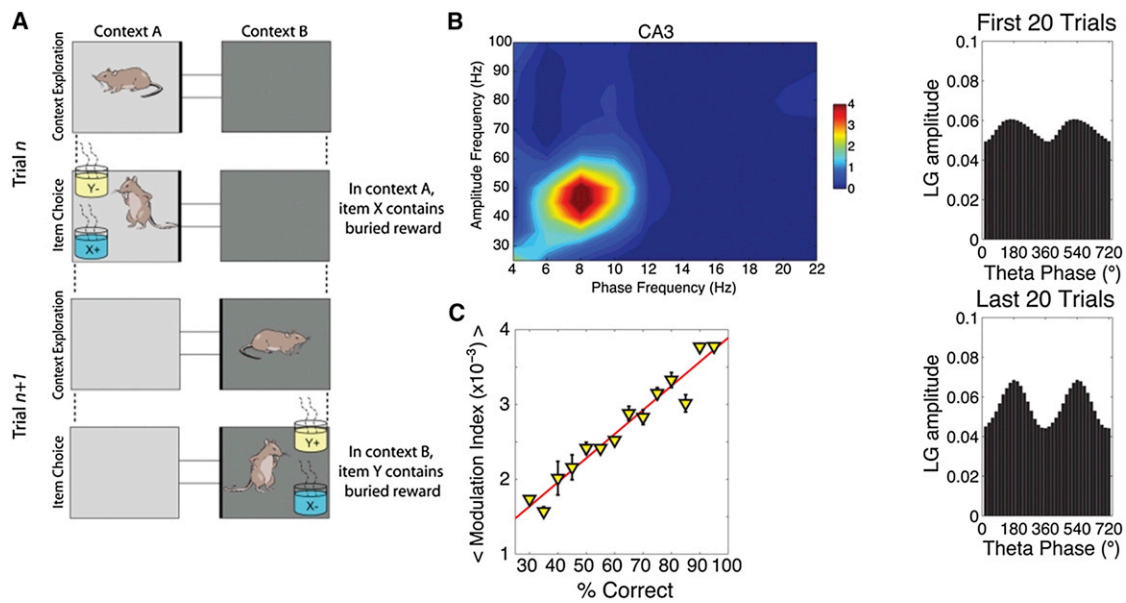 A
Context A
Context B
Trial n
Context Exploration
Item Choice
Y-
X+
In context A,
item X contains
buried reward
Trial n+1
Context Exploration
Item Choice
Y+
X-
In context B,
item Y contains
buried reward
B
CA3
Amplitude Frequency (Hz)
100
90
80
70
60
50
40
30
4 6 8 10 12 14 16 18 20 22
Phase Frequency (Hz)
4
3
2
1
0
C
< Modulation Index (x10⁻³) >
4
3
2
1
30 40 50 60 70 80 90 100
% Correct
First 20 Trials
LG amplitude
0.1
0.08
0.06
0.04
0.02
0
0 180 360 540 720
Theta Phase (°)
Last 20 Trials
LG amplitude
0.1
0.08
0.06
0.04
0.02
0
0 180 360 540 720
Theta Phase (°)